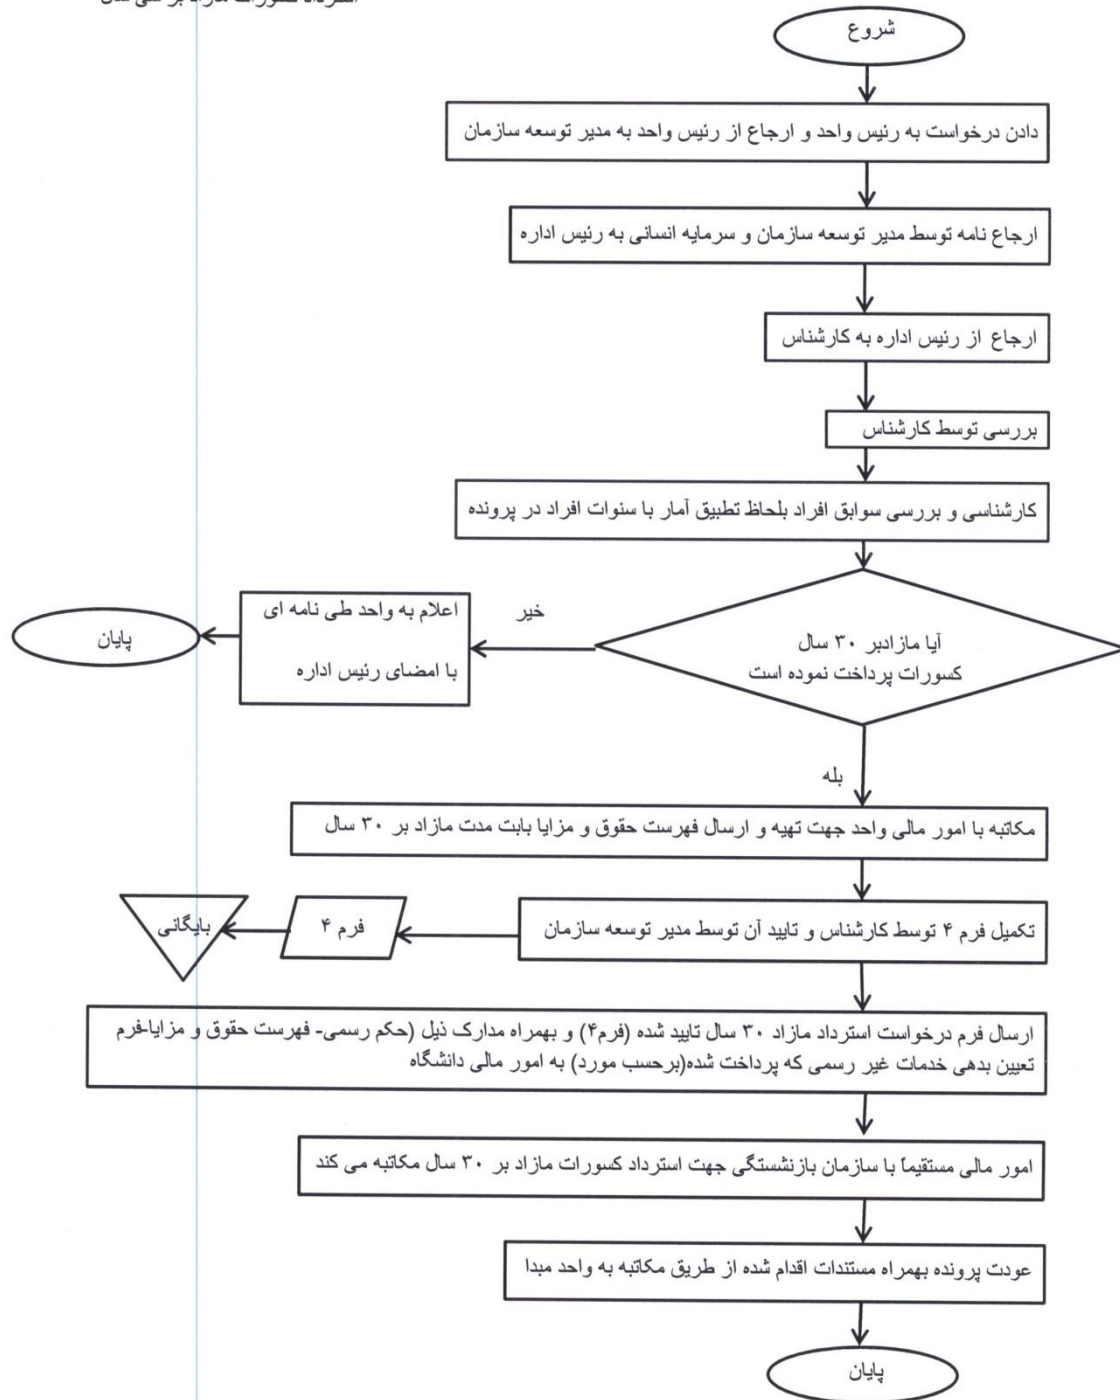 استرداد کسورات مازاد بر سی سال
شروع
دادن درخواست به رئیس واحد و ارجاع از رئیس واحد به مدیر توسعه سازمان
ارجاع نامه توسط مدیر توسعه سازمان و سرمایه انسانی به رئیس اداره
ارجاع از رئیس اداره به کارشناس
بررسی توسط کارشناس
کارشناسی و بررسی سوابق افراد بلحاظ تطبیق آمار با سنوات افراد در پرونده
آیا مازادبر ۳۰ سال
کسورات پرداخت نموده است
خیر
اعلام به واحد طی نامه ای
با امضای رئیس اداره
پایان
بله
مکاتبه با امور مالی واحد جهت تهیه و ارسال فهرست حقوق و مزایا بابت مدت مازاد بر ۳۰ سال
تکمیل فرم ۴ توسط کارشناس و تایید آن توسط مدیر توسعه سازمان
فرم ۴
بایگانی
ارسال فرم درخواست استرداد مازاد ۳۰ سال تایید شده (فرم۴) و بهمراه مدارک ذیل (حکم رسمی- فهرست حقوق و مزایا-فرم
تعیین بدهی خدمات غیر رسمی که پرداخت شده(برحسب مورد) به امور مالی دانشگاه
امور مالی مستقیماً با سازمان بازنشستگی جهت استرداد کسورات مازاد بر ۳۰ سال مکاتبه می کند
عودت پرونده بهمراه مستندات اقدام شده از طریق مکاتبه به واحد مبدا
پایان